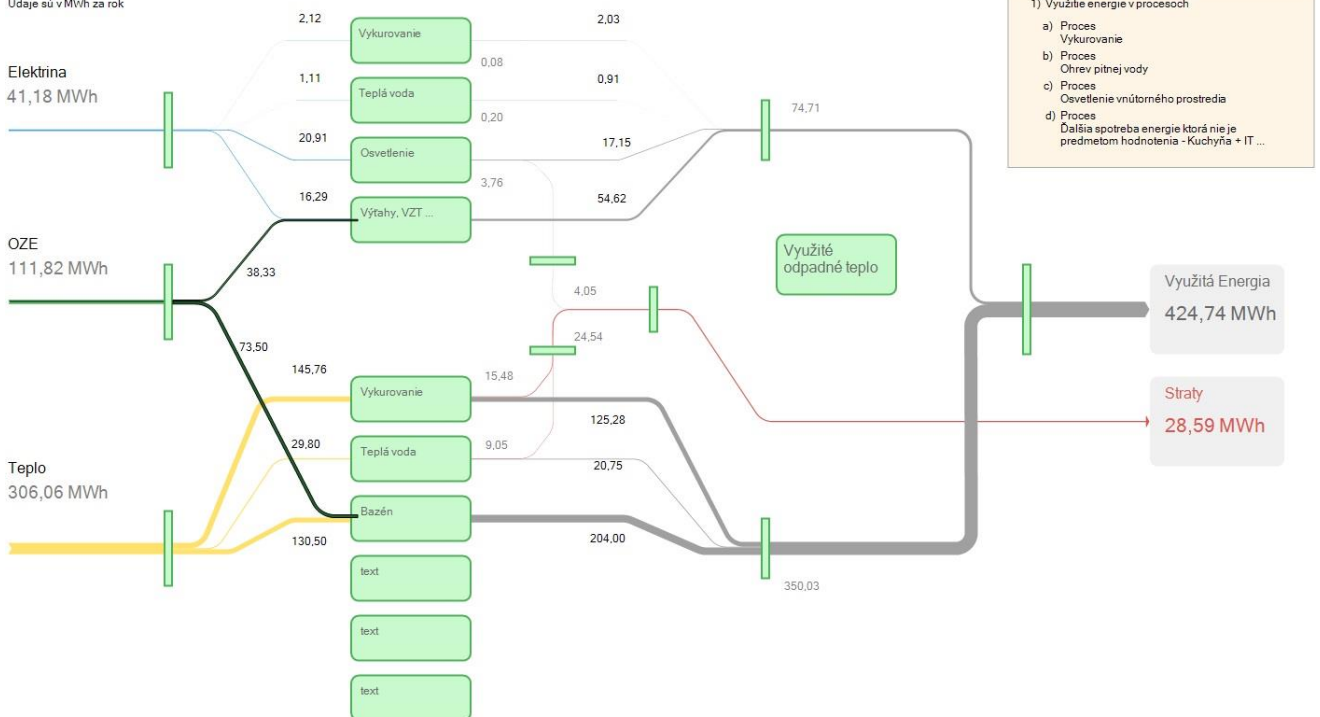 Údaje sú v MWh za rok
1) Využitie energie v procesoch
a) Proces
Vykurovanie
b) Proces
Ohrev pitnej vody
c) Proces
Osvetlenie vnútorného prostredia
d) Proces
Ďalšia spotreba energie ktorá nie je
predmetom hodnotenia - Kuchyňa + IT ...
Elektrina
41,18 MWh
OZE
111,82 MWh
Teplo
306,06 MWh
2,12
Vykurovanie
2,03
0,08
1,11
Teplá voda
0,91
0,20
20,91
Osvetlenie
17,15
3,76
16,29
Výťahy, VZT ...
54,62
74,71
38,33
73,50
4,05
24,54
Využité
odpadné teplo
145,76
Vykurovanie
15,48
125,28
29,80
Teplá voda
9,05
20,75
130,50
Bazén
204,00
350,03
text
text
text
Využitá Energia
424,74 MWh
Straty
28,59 MWh